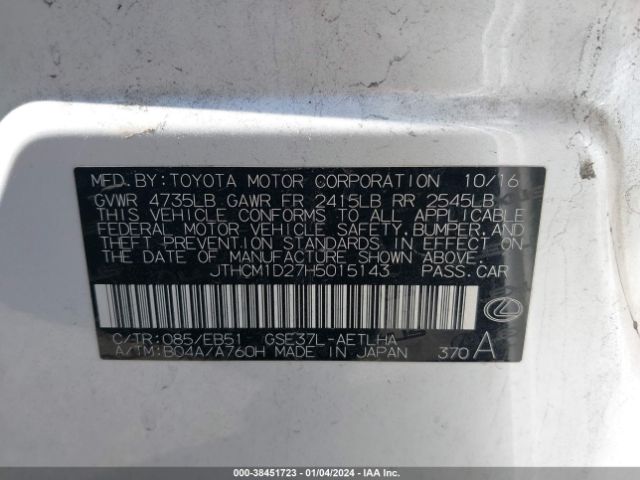 MFD.BY:TOYOTA MOTOR CORPORATION 10/16
GVWR 4735LB GAWR FR 2415LB RR 2545LB
THIS VEHICLE CONFORMS TO ALL APPLICABLE
FEDERAL MOTOR VEHICLE SAFETY,BUMPER,AND
THEFT PREVENTION STANDARDS IN EFFECT ON
THE DATE OF MANUFACTURE SHOWN ABOVE.
JTHCM1D27H5015143 PASS.CAR
C/TR:085/EB51 GSE37L-AETLHA
A/TM:B04A/A760H MADE IN JAPAN 370 A
000-38451723 - 01/04/2024 - IAA Inc.